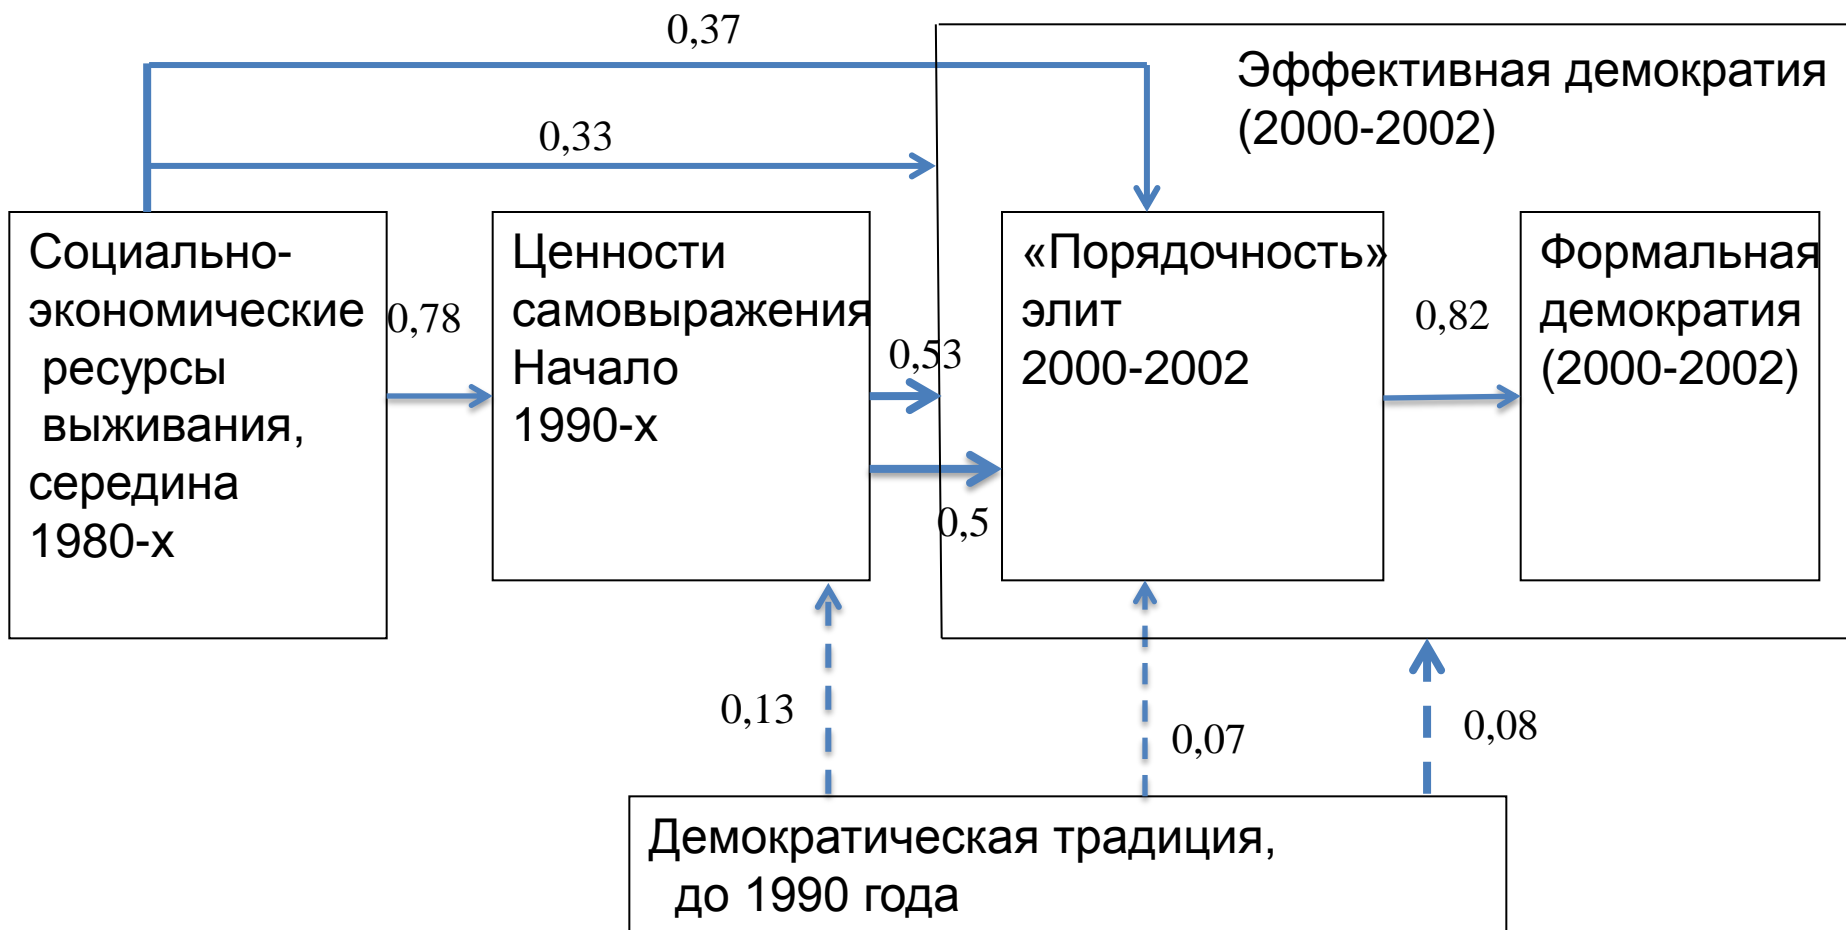 0,37
Эффективная демократия
(2000-2002)
0,33
Социально-
экономические
ресурсы
выживания,
середина
1980-х
0,78
Ценности
самовыражения
Начало
1990-х
0,53
0,5
«Порядочность»
элит
2000-2002
0,82
Формальная
демократия
(2000-2002)
0,13
0,07
0,08
Демократическая традиция,
до 1990 года